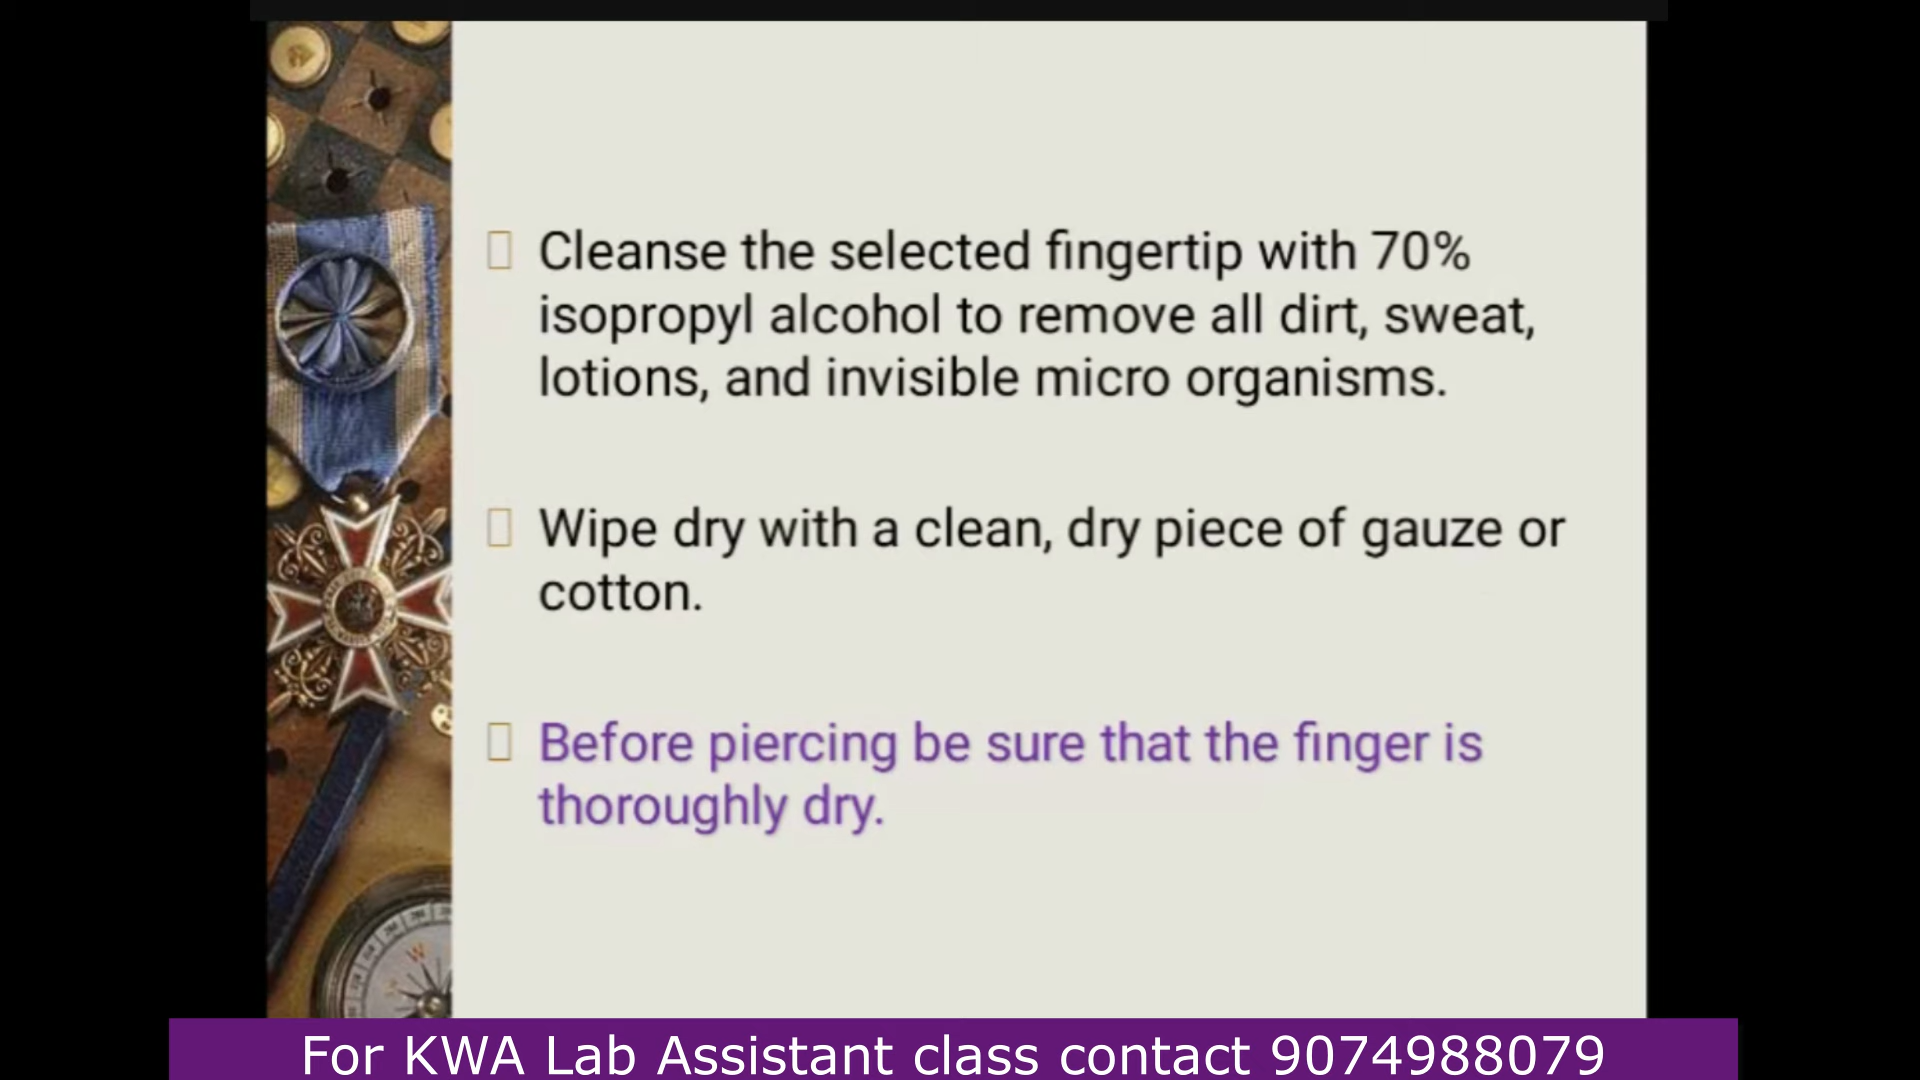 Cleanse the selected fingertip with 70%
isopropyl alcohol to remove all dirt, sweat,
lotions, and invisible micro organisms.
Wipe dry with a clean, dry piece of gauze or
cotton.
Before piercing be sure that the finger is
thoroughly dry.
For KWA Lab Assistant class contact 9074988079